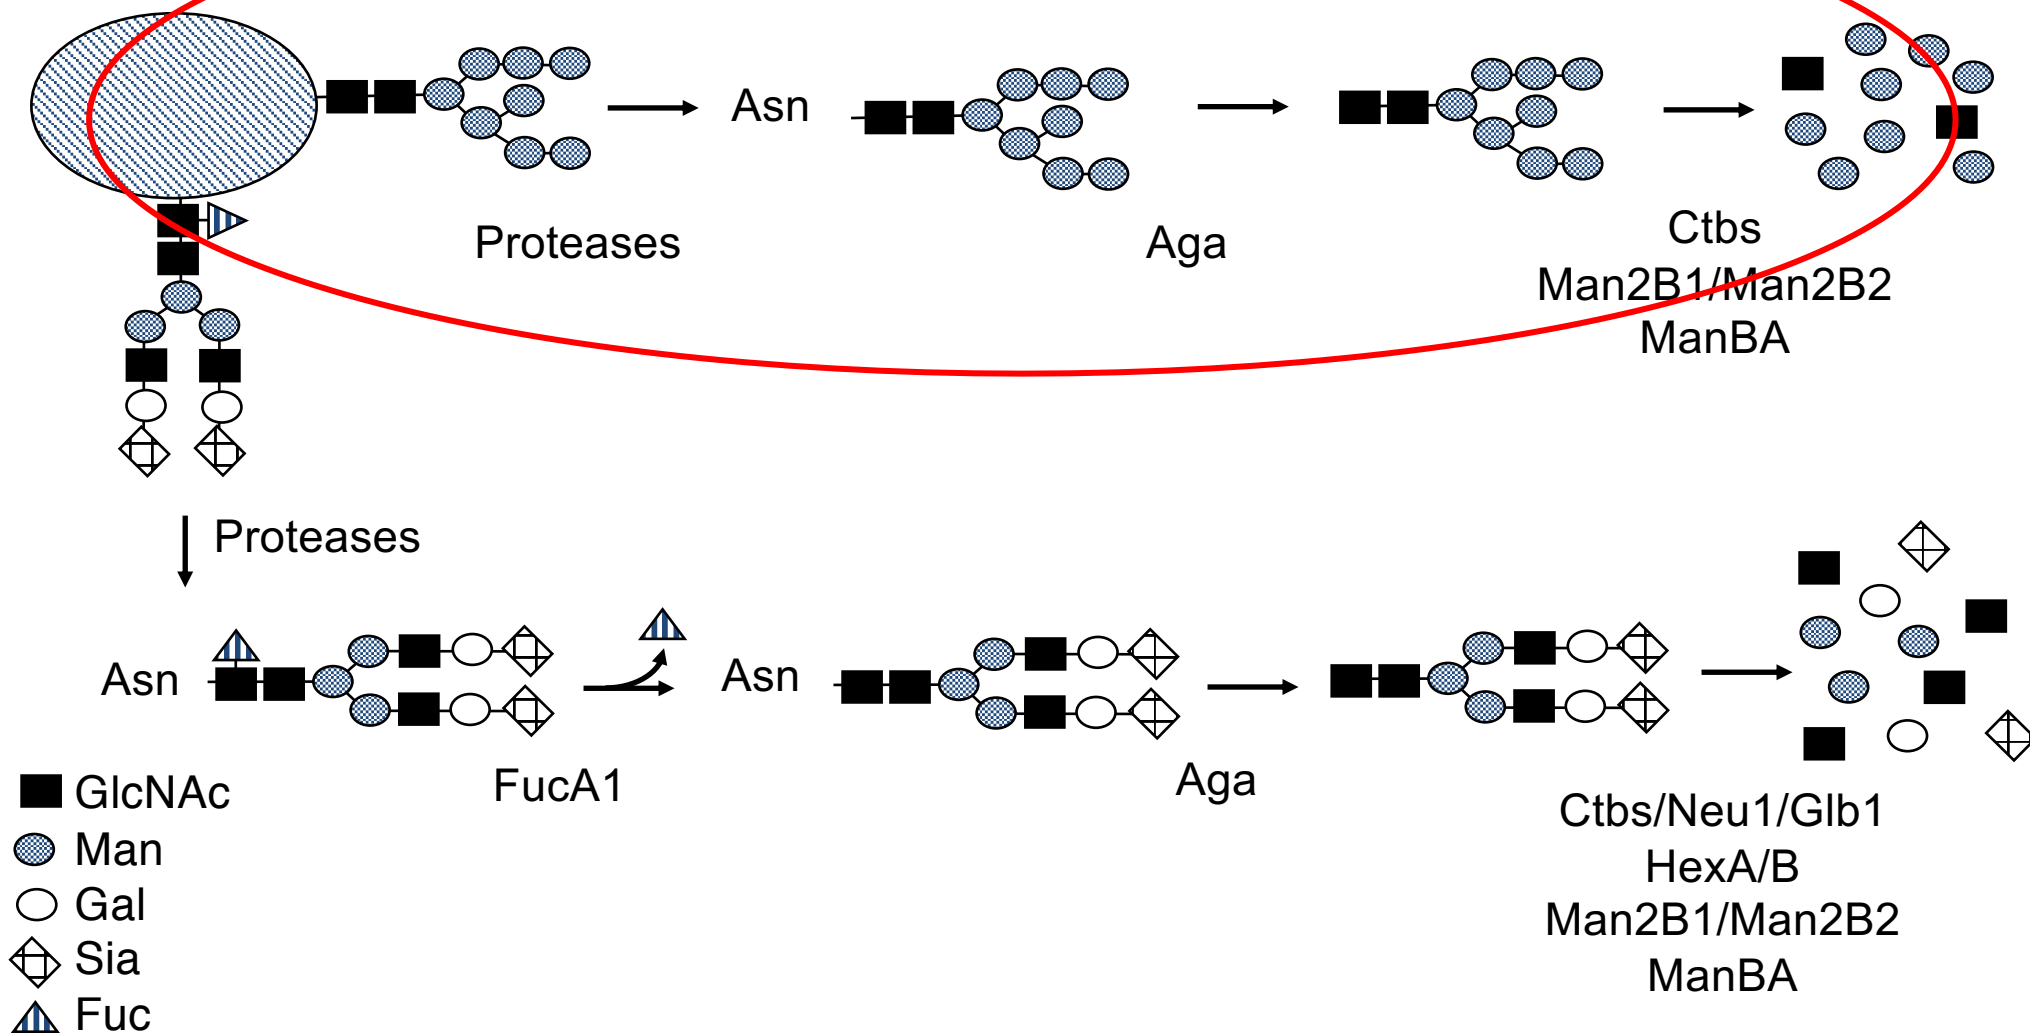 Asn
Proteases
Aga
Ctbs
Man2B1/Man2B2
ManBA
Proteases
Asn
Asn
FucA1
Aga
Ctbs/Neu1/Glb1
HexA/B
Man2B1/Man2B2
ManBA
GlcNAc
Man
Gal
Sia
Fuc